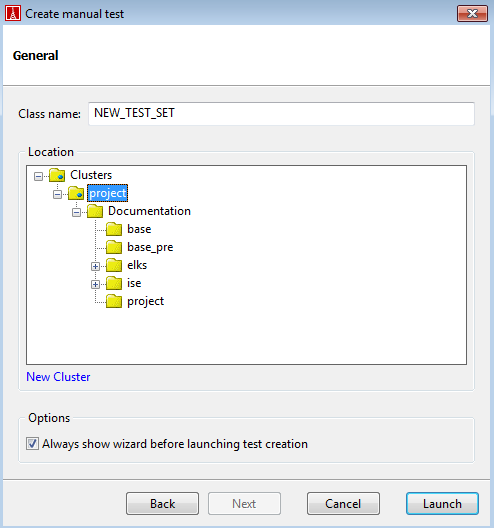 Create manual test
General
Class name: NEW_TEST_SET
Location
Clusters
project
Documentation
base
base_pre
elks
ise
project
New Cluster
Options
Always show wizard before launching test creation
Back Next Cancel Launch